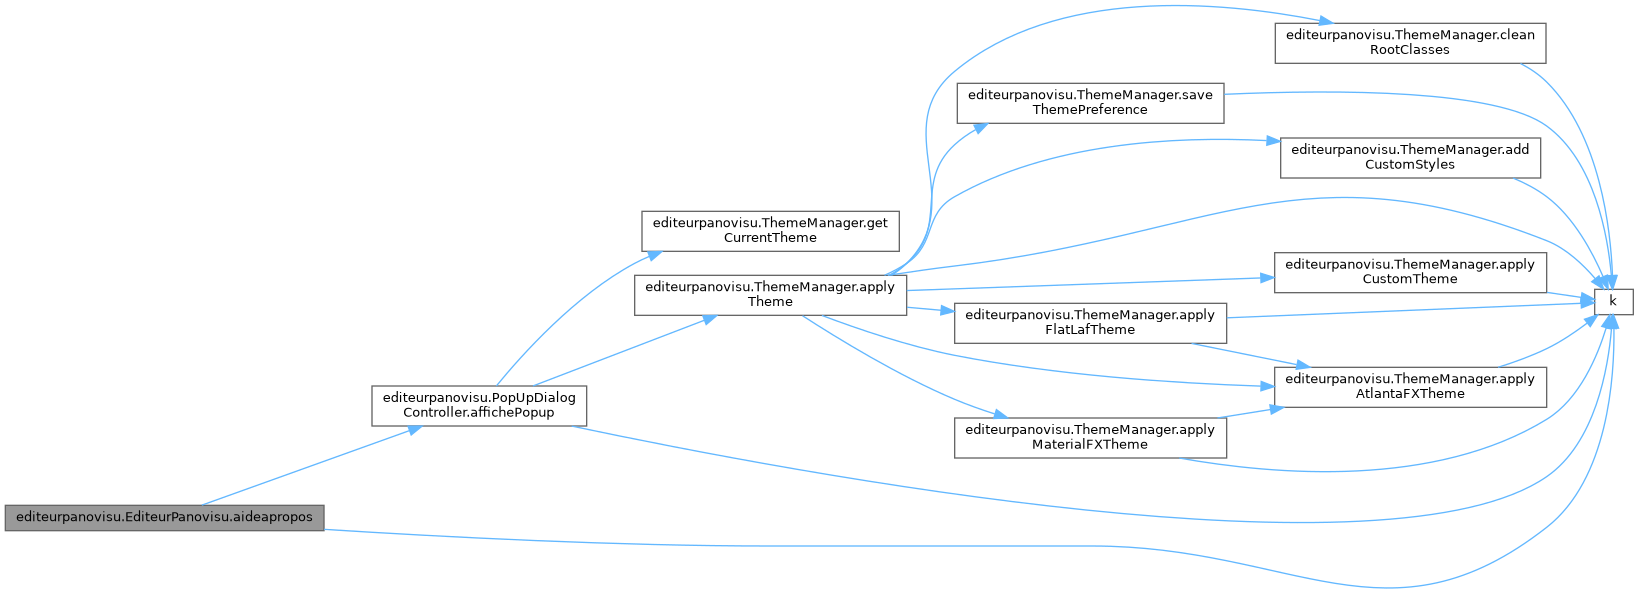 editeurpanovisu.ThemeManager.clean
RootClasses
editeurpanovisu.ThemeManager.save
ThemePreference
editeurpanovisu.ThemeManager.add
CustomStyles
editeurpanovisu.ThemeManager.get
CurrentTheme
editeurpanovisu.ThemeManager.apply
CustomTheme
editeurpanovisu.ThemeManager.apply
Theme
k
editeurpanovisu.ThemeManager.apply
FlatLafTheme
editeurpanovisu.ThemeManager.apply
AtlantaFXTheme
editeurpanovisu.PopUpDialog
Controller.affichePopup
editeurpanovisu.ThemeManager.apply
MaterialFXTheme
editeurpanovisu.EditeurPanovisu.aideapropos